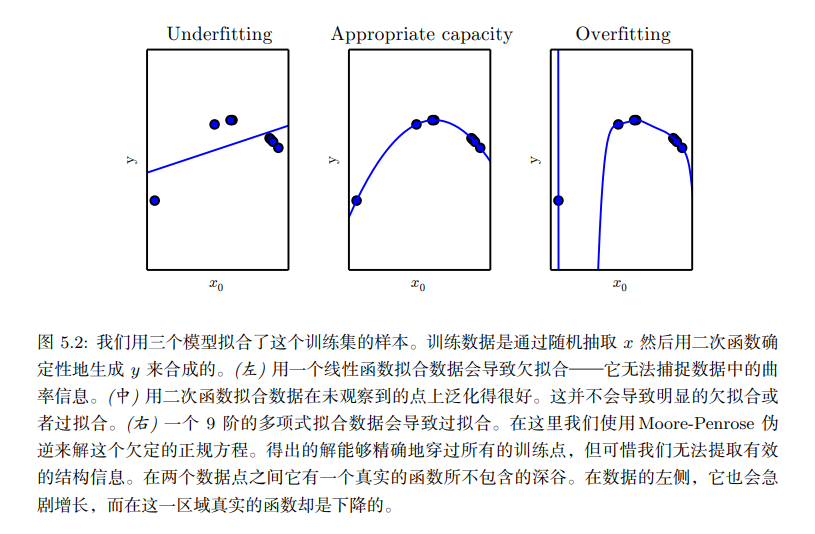 Underfitting
Appropriate capacity
Overfitting
y
y
y
x0
x0
x0
图 5.2: 我们用三个模型拟合了这个训练集的样本。训练数据是通过随机抽取 x 然后用二次函数确
定性地生成 y 来合成的。(左) 用一个线性函数拟合数据会导致欠拟合——它无法捕捉数据中的曲
率信息。(中) 用二次函数拟合数据在未观察到的点上泛化得很好。这并不会导致明显的欠拟合或
者过拟合。(右) 一个 9 阶的多项式拟合数据会导致过拟合。在这里我们使用 Moore-Penrose 伪
逆来解这个欠定的正规方程。得出的解能够精确地穿过所有的训练点，但可惜我们无法提取有效
的结构信息。在两个数据点之间它有一个真实的函数所不包含的深谷。在数据的左侧，它也会急
剧增长，而在这一区域真实的函数却是下降的。